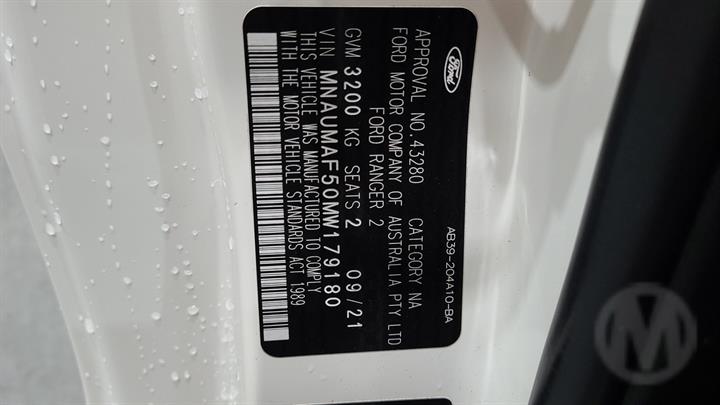 Ford
AB39-204A10-BA
APPROVAL NO.43280 CATEGORY NA
FORD MOTOR COMPANY OF AUSTRALIA PTY LTD
FORD RANGER 2
GVM 3200 KG SEATS 2 09/21
VIN MNAUMAF50MW179180
THIS VEHICLE WAS MANUFACTURED TO COMPLY
WITH THE MOTOR VEHICLE STANDARDS ACT 1989
M